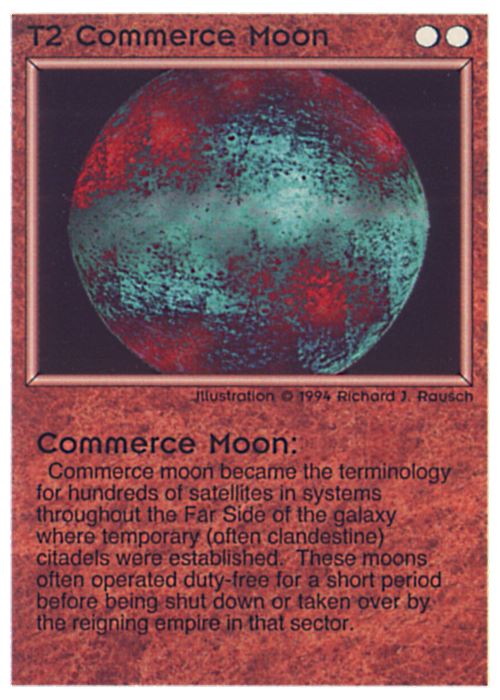 T2 Commerce Moon
Illustration © 1994 Richard J. Rausch
Commerce Moon:
Commerce moon became the terminology
for hundreds of satellites in systems
throughout the Far Side of the galaxy
where temporary (often clandestine)
citadels were established. These moons
often operated duty-free for a short period
before being shut down or taken over by
the reigning empire in that sector.